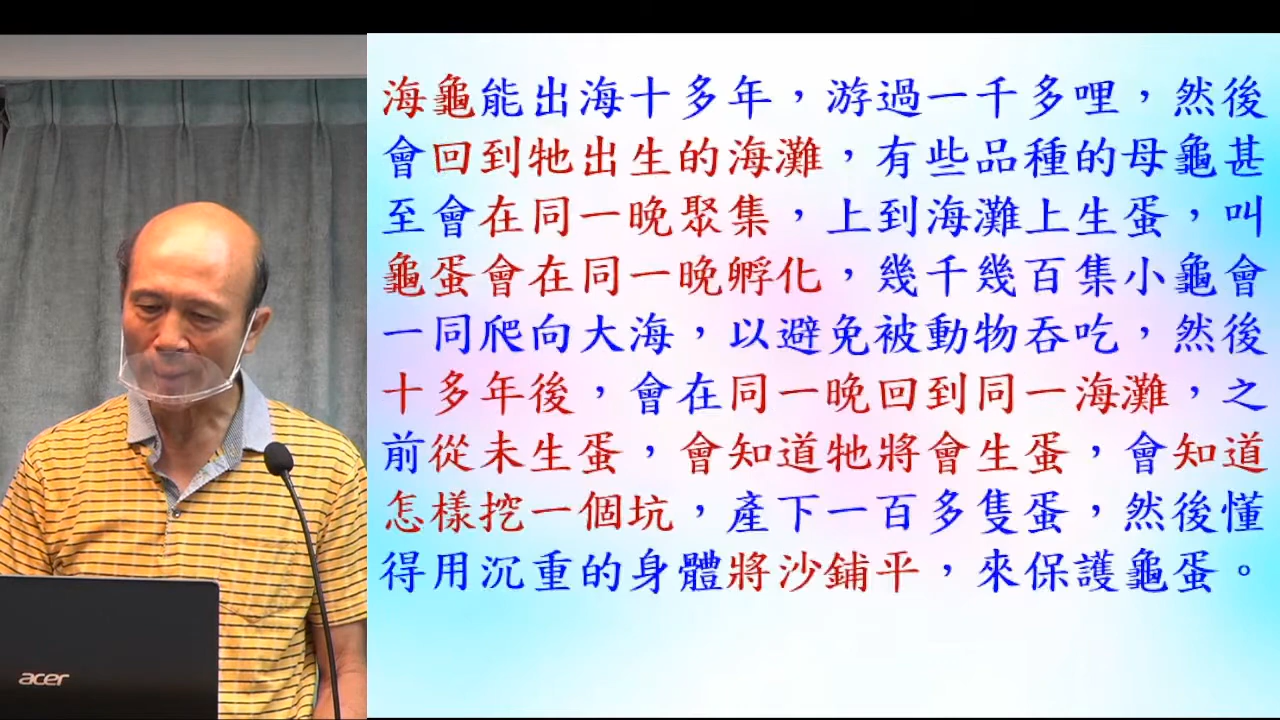 海龜能出海十多年，游過一千多哩，然後
會回到牠出生的海灘，有些品種的母龜甚
至會在同一晚聚集，上到海灘上生蛋，叫
龜蛋會在同一晚孵化，幾千幾百隻小龜會
一同爬向大海，以避免被動物吞吃，然後
十多年後，會在同一晚回到同一海灘，之
前從未生蛋，會知道牠將會生蛋，會知道
怎樣挖一個坑，產下一百多隻蛋，然後懂
得用沉重的身體將沙鋪平，來保護龜蛋。
acer